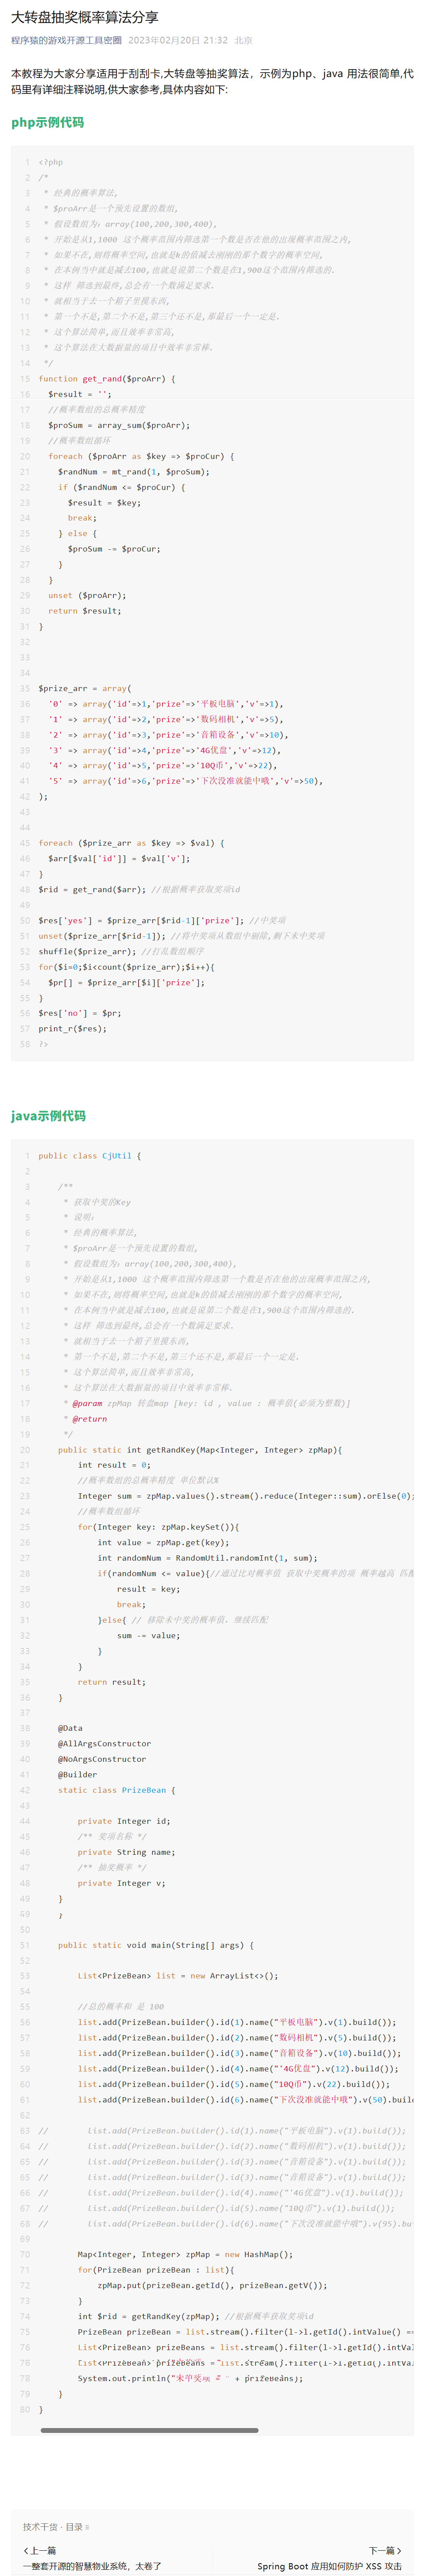 大转盘抽奖概率算法分享
程序猿的游戏开源工具密圈 2023年02月20日 21:32 北京
本教程为大家分享适用于刮刮卡,大转盘等抽奖算法，示例为php、java 用法很简单,代
码里有详细注释说明,供大家参考,具体内容如下:
php示例代码
1 <?php
2 /*
3 * 经典的概率算法,
4 * $proArr是一个预先设置的数组,
5 * 假设数组为：array(100,200,300,400),
6 * 开始是从1,1000 这个概率范围内筛选第一个数是否在他的出现概率范围之内,
7 * 如果不在,则将概率空间,也就是k的值减去刚刚的那个数字的概率空间,
8 * 在本例当中就是减去100,也就是说第二个数是在1,900这个范围内筛选的.
9 * 这样 筛选到最终,总会有一个数满足要求.
10 * 就相当于去一个箱子里摸东西,
11 * 第一个不是,第二个不是,第三个还不是,那最后一个一定是.
12 * 这个算法简单,而且效率非常高,
13 * 这个算法在大数据量的项目中效率非常棒.
14 */
15 function get_rand($proArr) {
16 $result = '';
17 //概率数组的总概率精度
18 $proSum = array_sum($proArr);
19 //概率数组循环
20 foreach ($proArr as $key => $proCur) {
21 $randNum = mt_rand(1, $proSum);
22 if ($randNum <= $proCur) {
23 $result = $key;
24 break;
25 } else {
26 $proSum -= $proCur;
27 }
28 }
29 unset ($proArr);
30 return $result;
31 }
32
33
34
35 $prize_arr = array(
36 '0' => array('id'=>1,'prize'=>'平板电脑','v'=>1),
37 '1' => array('id'=>2,'prize'=>'数码相机','v'=>5),
38 '2' => array('id'=>3,'prize'=>'音箱设备','v'=>10),
39 '3' => array('id'=>4,'prize'=>'4G优盘','v'=>12),
40 '4' => array('id'=>5,'prize'=>'10Q币','v'=>22),
41 '5' => array('id'=>6,'prize'=>'下次没准就能中哦','v'=>50),
42 );
43
44
45 foreach ($prize_arr as $key => $val) {
46 $arr[$val['id']] = $val['v'];
47 }
48 $rid = get_rand($arr); //根据概率获取奖项id
49
50 $res['yes'] = $prize_arr[$rid-1]['prize']; //中奖项
51 unset($prize_arr[$rid-1]); //将中奖项从数组中剔除,剩下未中奖项
52 shuffle($prize_arr); //打乱数组顺序
53 for($i=0;$i<count($prize_arr);$i++){
54 $pr[] = $prize_arr[$i]['prize'];
55 }
56 $res['no'] = $pr;
57 print_r($res);
58 ?>
java示例代码
1 public class CjUtil {
2
3 /**
4 * 获取中奖的Key
5 * 说明：
6 * 经典的概率算法,
7 * $proArr是一个预先设置的数组,
8 * 假设数组为：array(100,200,300,400),
9 * 开始是从1,1000 这个概率范围内筛选第一个数是否在他的出现概率范围之内,
10 * 如果不在,则将概率空间,也就是k的值减去刚刚的那个数字的概率空间,
11 * 在本例当中就是减去100,也就是说第二个数是在1,900这个范围内筛选的.
12 * 这样 筛选到最终,总会有一个数满足要求.
13 * 就相当于去一个箱子里摸东西,
14 * 第一个不是,第二个不是,第三个还不是,那最后一个一定是.
15 * 这个算法简单,而且效率非常高,
16 * 这个算法在大数据量的项目中效率非常棒.
17 * @param zpMap 转盘map [key: id , value : 概率值(必须为整数)]
18 * @return
19 */
20 public static int getRandKey(Map<Integer, Integer> zpMap){
21 int result = 0;
22 //概率数组的总概率精度 单位默认%
23 Integer sum = zpMap.values().stream().reduce(Integer::sum).orElse(0);
24 //概率数组循环
25 for(Integer key: zpMap.keySet()){
26 int value = zpMap.get(key);
27 int randomNum = RandomUtil.randomInt(1, sum);
28 if(randomNum <= value){//通过比对概率值 获取中奖概率的项 概率越高 匹配
29 result = key;
30 break;
31 }else{ // 移除未中奖的概率值, 继续匹配
32 sum -= value;
33 }
34 }
35 return result;
36 }
37
38 @Data
39 @AllArgsConstructor
40 @NoArgsConstructor
41 @Builder
42 static class PrizeBean {
43
44 private Integer id;
45 /** 奖项名称 */
46 private String name;
47 /** 抽奖概率 */
48 private Integer v;
49 }
49 }
50
51 public static void main(String[] args) {
52
53 List<PrizeBean> list = new ArrayList<>();
54
55 //总的概率和 是 100
56 list.add(PrizeBean.builder().id(1).name("平板电脑").v(1).build());
57 list.add(PrizeBean.builder().id(2).name("数码相机").v(5).build());
58 list.add(PrizeBean.builder().id(3).name("音箱设备").v(10).build());
59 list.add(PrizeBean.builder().id(4).name("'4G优盘").v(12).build());
60 list.add(PrizeBean.builder().id(5).name("10Q币").v(22).build());
61 list.add(PrizeBean.builder().id(6).name("下次没准就能中哦").v(50).build
62
63 // list.add(PrizeBean.builder().id(1).name("平板电脑").v(1).build());
64 // list.add(PrizeBean.builder().id(2).name("数码相机").v(1).build());
65 // list.add(PrizeBean.builder().id(3).name("音箱设备").v(1).build());
65 // list.add(PrizeBean.builder().id(3).name("音箱设备").v(1).build());
66 // list.add(PrizeBean.builder().id(4).name("'4G优盘").v(1).build());
67 // list.add(PrizeBean.builder().id(5).name("10Q币").v(1).build());
68 // list.add(PrizeBean.builder().id(6).name("下次没准就能中哦").v(95).bu
69
70 Map<Integer, Integer> zpMap = new HashMap();
71 for(PrizeBean prizeBean : list){
72 zpMap.put(prizeBean.getId(), prizeBean.getV());
73 }
74 int $rid = getRandKey(zpMap); //根据概率获取奖项id
75 PrizeBean prizeBean = list.stream().filter(l->l.getId().intValue() ==
76 List<PrizeBean> prizeBeans = list.stream().filter(l->l.getId().intVal
76 List<PrizeBean> prizeBeans = list.stream().filter(l->l.getId().intVal
78 System.out.println("未中奖项 = " + prizeBeans);
79 }
80 }
技术干货 · 目录
上一篇
下一篇
一整套开源的智慧物业系统，太卷了
Spring Boot 应用如何防护 XSS 攻击